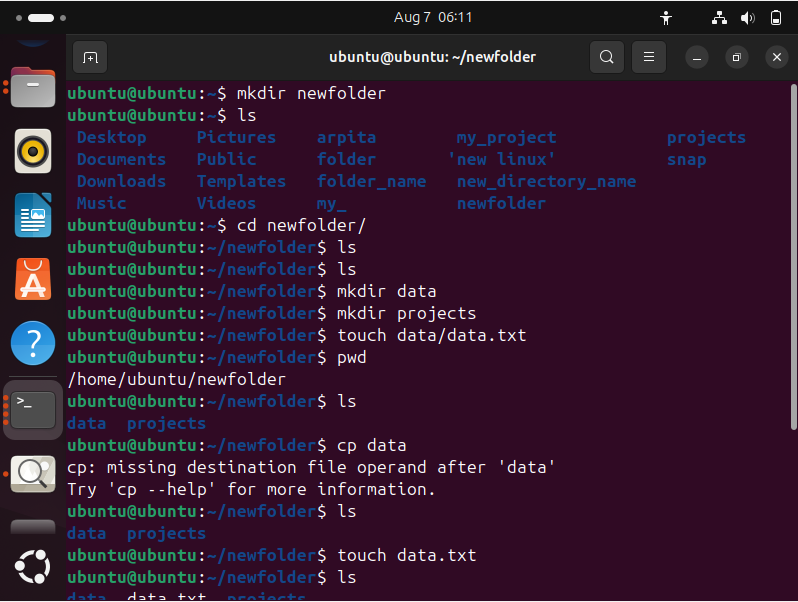 Aug 7 06:11
ubuntu@ubuntu: ~/newfolder
ubuntu@ubuntu:~$ mkdir newfolder
ubuntu@ubuntu:~$ ls
Desktop Pictures arpita my_project projects
Documents Public folder 'new linux' snap
Downloads Templates folder_name new_directory_name
Music Videos my_ newfolder
ubuntu@ubuntu:~$ cd newfolder/
ubuntu@ubuntu:~/newfolder$ ls
ubuntu@ubuntu:~/newfolder$ ls
ubuntu@ubuntu:~/newfolder$ mkdir data
ubuntu@ubuntu:~/newfolder$ mkdir projects
ubuntu@ubuntu:~/newfolder$ touch data/data.txt
ubuntu@ubuntu:~/newfolder$ pwd
/home/ubuntu/newfolder
ubuntu@ubuntu:~/newfolder$ ls
data projects
ubuntu@ubuntu:~/newfolder$ cp data
cp: missing destination file operand after 'data'
Try 'cp --help' for more information.
ubuntu@ubuntu:~/newfolder$ ls
data projects
ubuntu@ubuntu:~/newfolder$ touch data.txt
ubuntu@ubuntu:~/newfolder$ ls
data data.txt projects